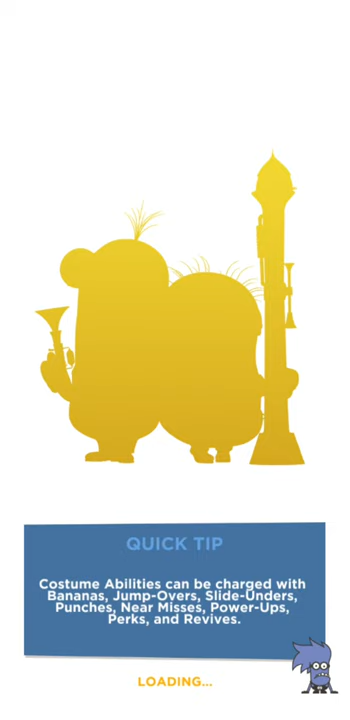 QUICK TIP
Costume Abilities can be charged with
Bananas, Jump-Overs, Slide-Unders,
Punches, Near Misses, Power-Ups,
Perks, and Revives.
LOADING...